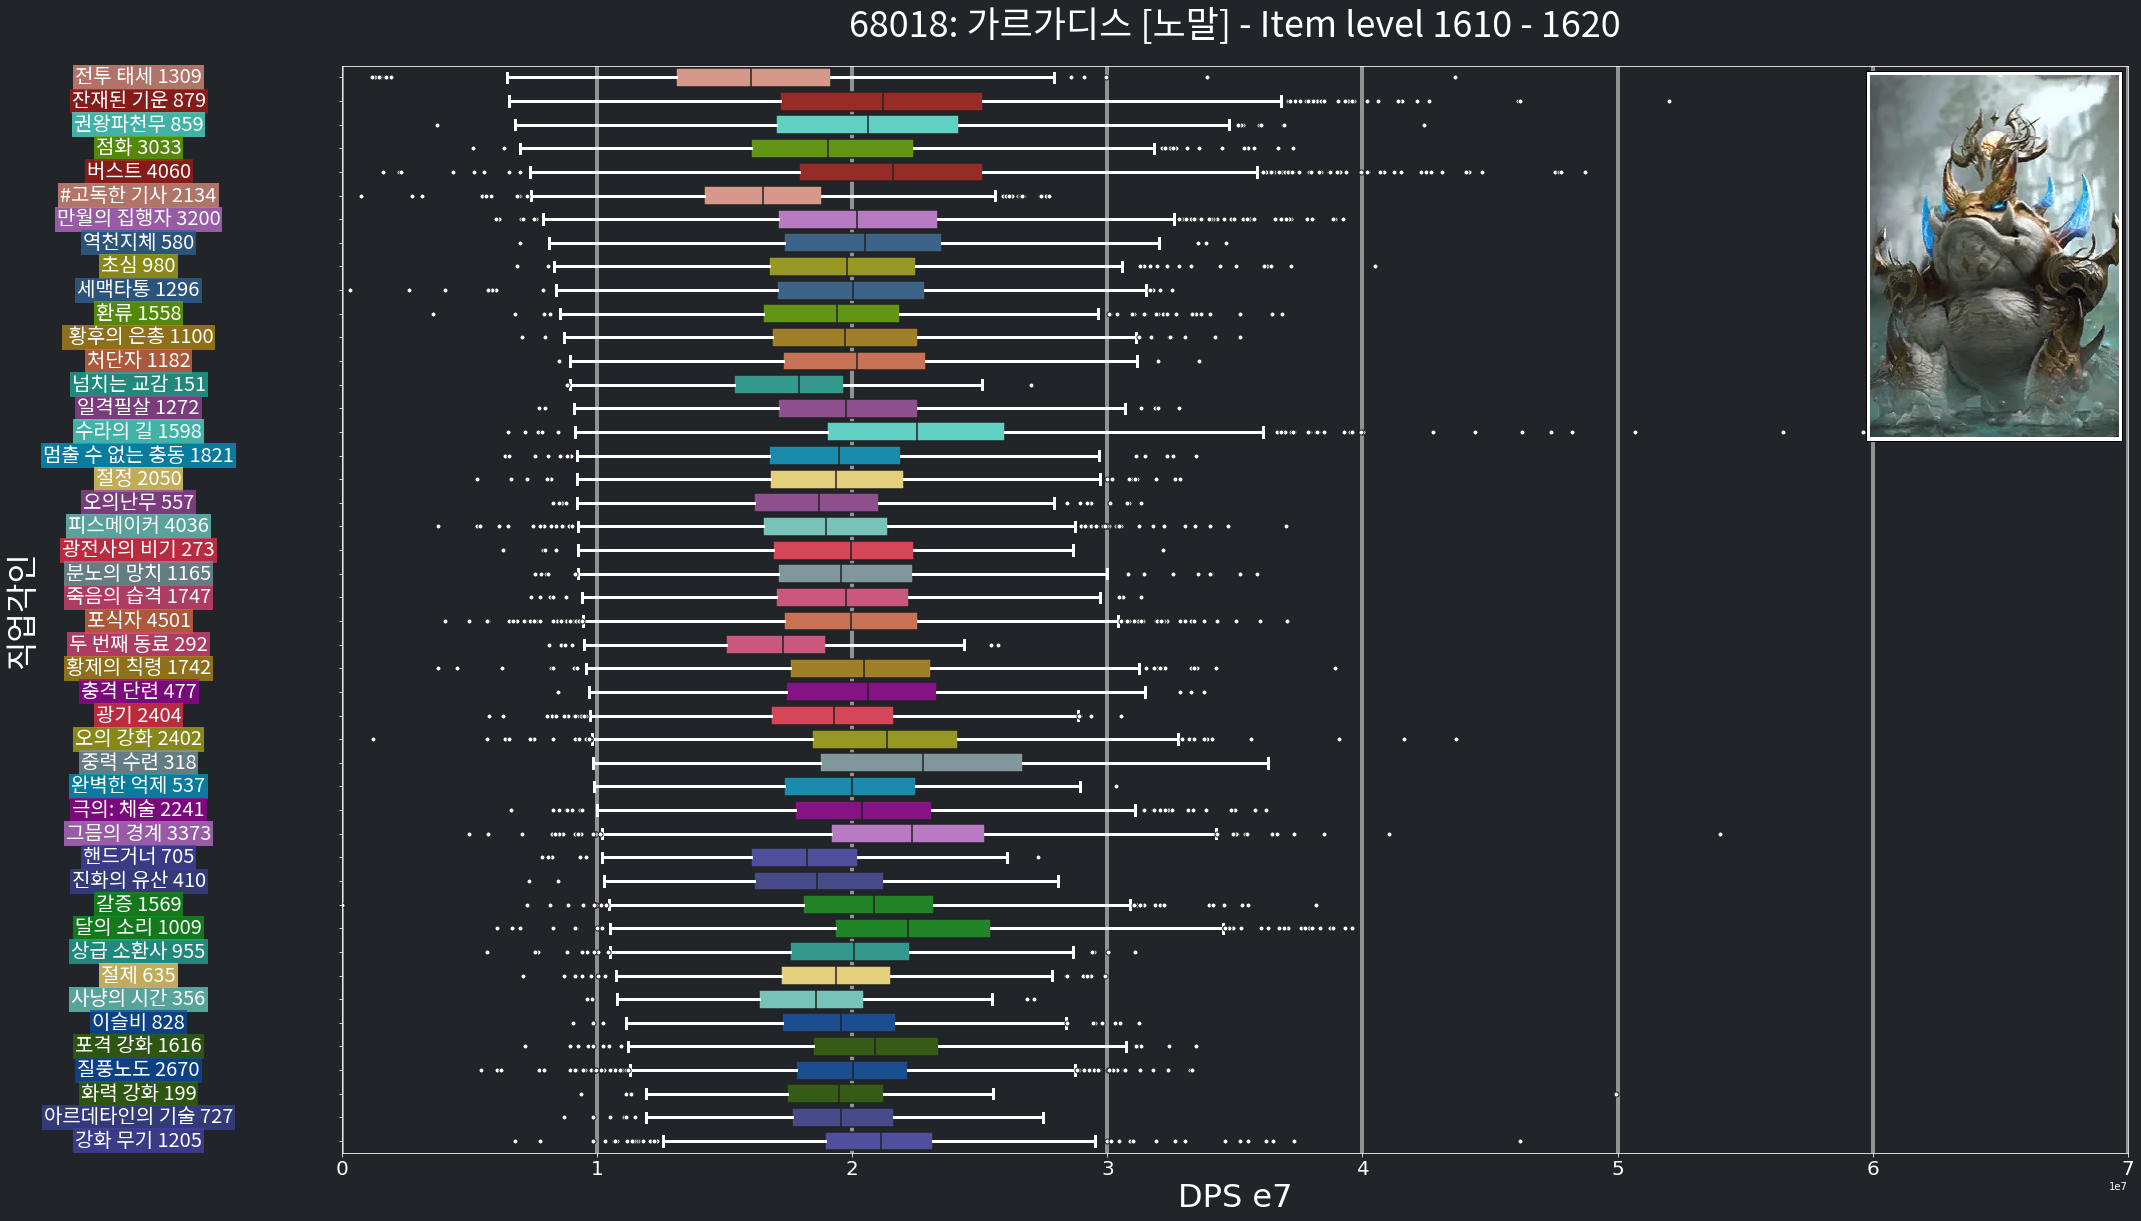 68018: 가르가디스 [노말] - Item level 1610 - 1620
전투 태세 1309
잔재된 기운 879
권왕파천무 859
점화 3033
버스트 4060
#고독한 기사 2134
만월의 집행자 3200
역천지체 580
초심 980
세맥타통 1296
환류 1558
황후의 은총 1100
처단자 1182
넘치는 교감 151
일격필살 1272
수라의 길 1598
멈출 수 없는 충동 1821
절정 2050
오의난무 557
피스메이커 4036
광전사의 비기 273
분노의 망치 1165
죽음의 습격 1747
포식자 4501
두 번째 동료 292
황제의 칙령 1742
충격 단련 477
광기 2404
오의 강화 2402
중력 수련 318
완벽한 억제 537
극의: 체술 2241
그믐의 경계 3373
핸드거너 705
진화의 유산 410
갈증 1569
달의 소리 1009
상급 소환사 955
절제 635
사냥의 시간 356
이슬비 828
포격 강화 1616
질풍노도 2670
화력 강화 199
아르데타인의 기술 727
강화 무기 1205
직업각인
0 1 2 3 4 5 6 7
DPS e7
1e7